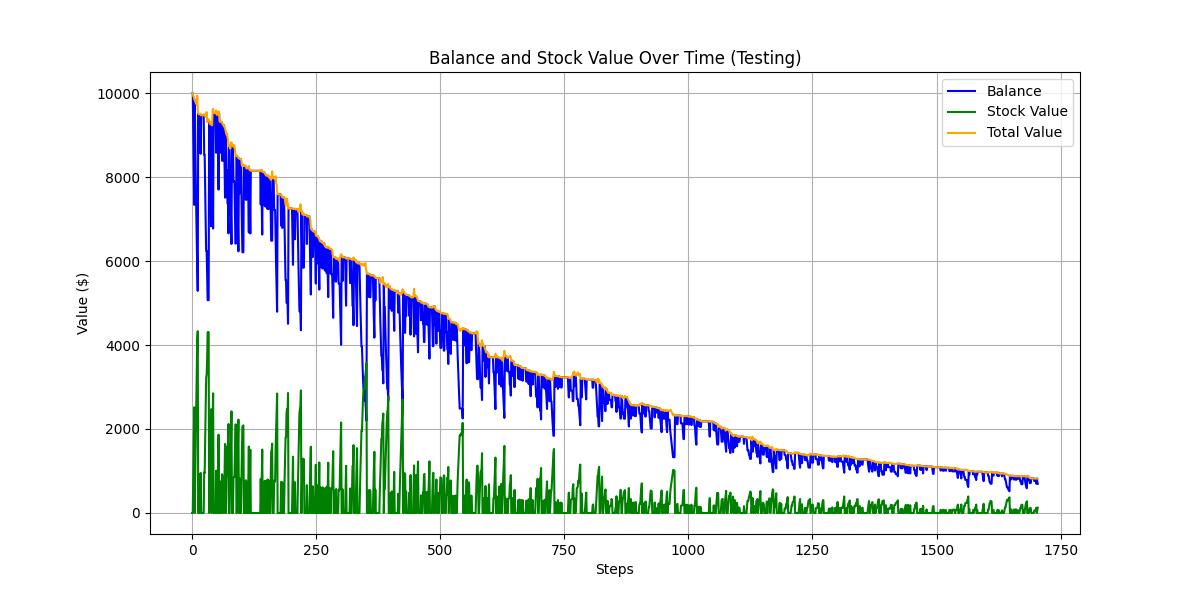 Balance and Stock Value Over Time (Testing)
Balance
Stock Value
Total Value
Value ($)
10000
8000
6000
4000
2000
0
0 250 500 750 1000 1250 1500 1750
Steps